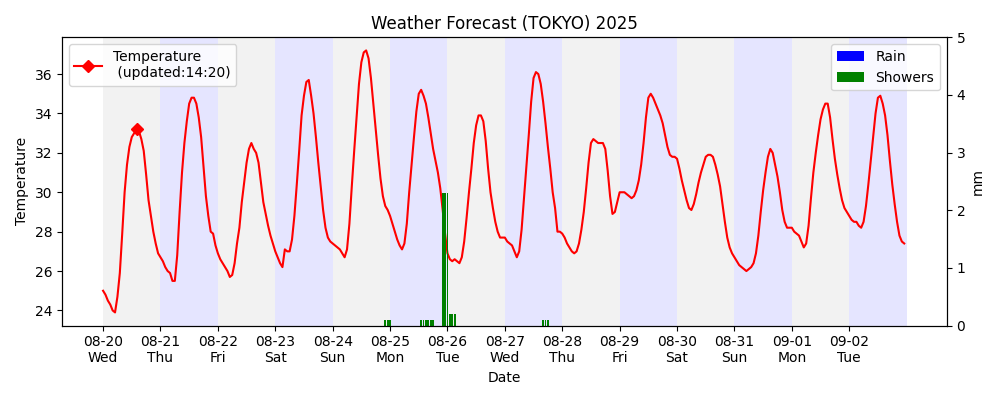 Weather Forecast (TOKYO) 2025
Temperature
(updated:14:20)
Rain
Showers
Temperature
36
34
32
30
28
26
24
5
4
3
2
1
0
mm
08-20 08-21 08-22 08-23 08-24 08-25 08-26 08-27 08-28 08-29 08-30 08-31 09-01 09-02
Wed Thu Fri Sat Sun Mon Tue Wed Thu Fri Sat Sun Mon Tue
Date